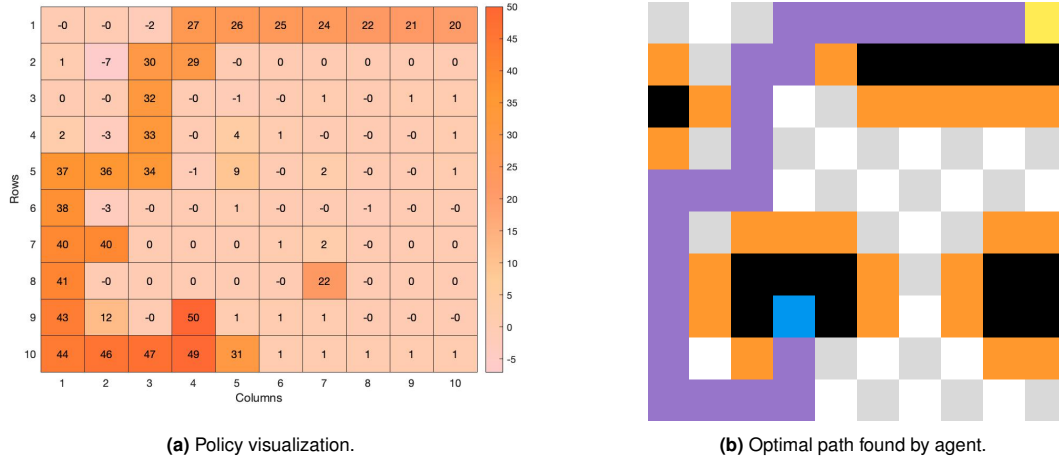 50
1 -0 -0 -2 27 26 25 24 22 21 20
45
2 1 -7 30 29 -0 0 0 0 0 0
40
3 0 -0 32 -0 -1 -0 1 -0 1 1
35
4 2 -3 33 -0 4 1 -0 -0 0 1
30
5 37 36 34 -1 9 -0 2 -0 -0 1
25
Rows
6 38 -3 -0 -0 1 -0 -0 -1 -0 -0
20
7 40 40 0 0 0 1 2 -0 0 0
15
8 41 -0 0 0 0 -0 22 0 0 0
10
5
9 43 12 -0 50 1 1 1 -0 -0 -0
0
10 44 46 47 49 31 1 1 1 1 1
-5
1 2 3 4 5 6 7 8 9 10
Columns
(a) Policy visualization.
(b) Optimal path found by agent.